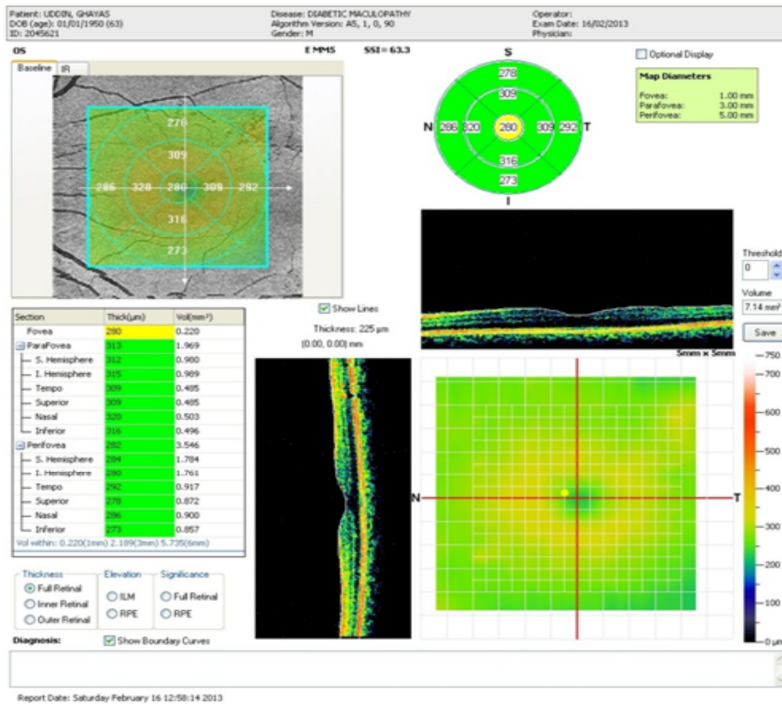 Patient: UDDIN, GHAYAS
DOB (age): 01/01/1950 (63)
ID: 2045621
Disease: DIABETIC MACULOPATHY
Algorithm Version: A5, 1, 0, 90
Gender: M
Operator:
Exam Date: 16/02/2013
Physician:
OS
E MM5
SSI = 63.3
Baseline IR
276
309
286 320 280 309 292
316
273
S
278
309
N 286 320 280 309 292 T
316
273
I
Optional Display
Map Diameters
Fovea: 1.00 mm
Parafovea: 3.00 mm
Perifovea: 5.00 mm
Threshold
0
Volume
7.14 mm³
Save
Show Lines
Thickness: 225 µm
(0.00, 0.00) mm
Section Thick(µm) Vol(mm³)
Fovea 280 0.220
ParaFovea 313 1.969
S. Hemisphere 312 0.980
I. Hemisphere 315 0.989
Tempo 309 0.485
Superior 309 0.485
Nasal 320 0.503
Inferior 316 0.496
Perifovea 282 3.546
S. Hemisphere 284 1.784
I. Hemisphere 280 1.761
Tempo 292 0.917
Superior 278 0.872
Nasal 286 0.900
Inferior 273 0.857
Vol within: 0.220(1mm) 2.189(3mm) 5.735(6mm)
5mm x 5mm
N T
750
700
600
500
400
300
200
100
0 µm
Thickness
Full Retinal
Inner Retinal
Outer Retinal
Elevation
ILM
RPE
Significance
Full Retinal
RPE
Diagnosis:
Show Boundary Curves
Report Date: Saturday February 16 12:58:14 2013